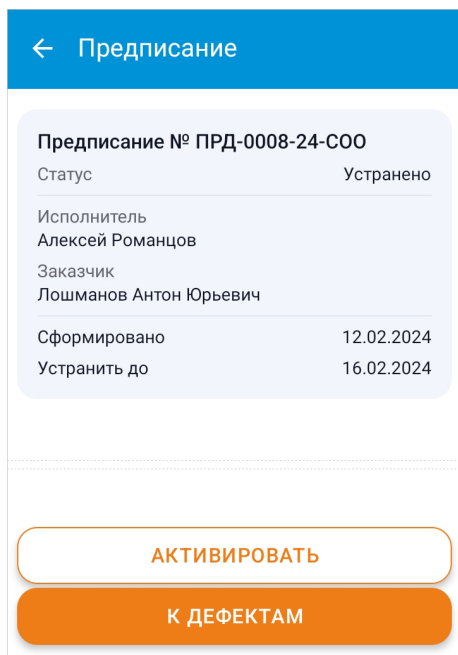 Предписание
Предписание № ПРД-0008-24-СОО
Статус Устранено
Исполнитель
Алексей Романцов
Заказчик
Лошманов Антон Юрьевич
Сформировано 12.02.2024
Устранить до 16.02.2024
АКТИВИРОВАТЬ
К ДЕФЕКТАМ